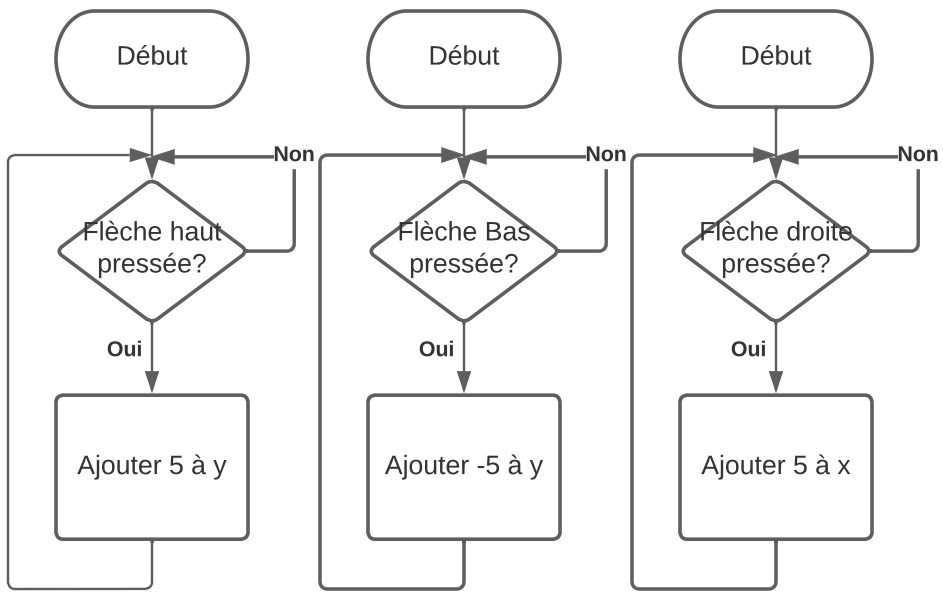 Début
Non
Flèche haut
pressée?
Oui
Ajouter 5 à y
Début
Non
Flèche Bas
pressée?
Oui
Ajouter -5 à y
Début
Non
Flèche droite
pressée?
Oui
Ajouter 5 à x